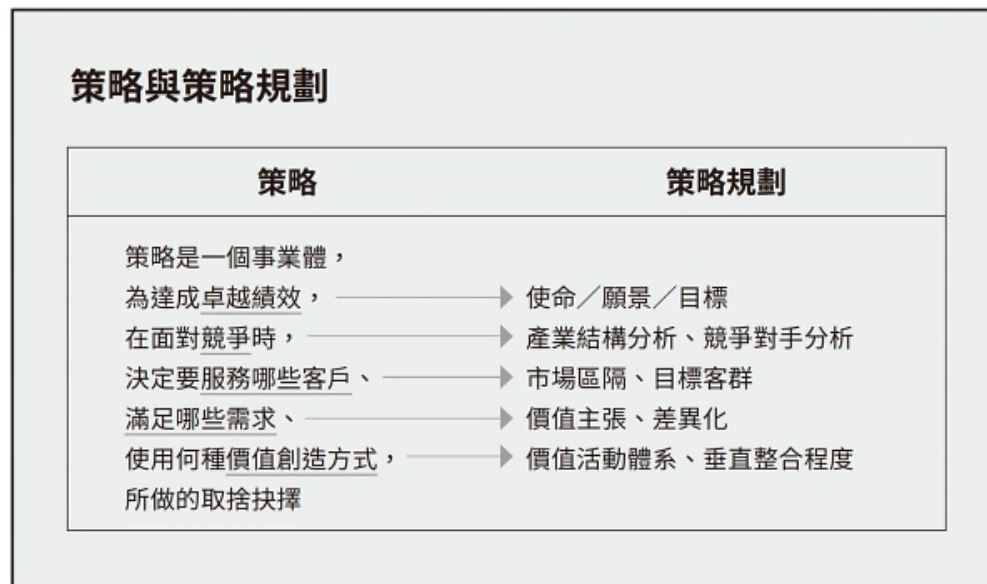 策略與策略規劃
策略 策略規劃
策略是一個事業體，
為達成卓越績效， 使命／願景／目標
在面對競爭時， 產業結構分析、競爭對手分析
決定要服務哪些客戶、 市場區隔、目標客群
滿足哪些需求、 價值主張、差異化
使用何種價值創造方式， 價值活動體系、垂直整合程度
所做的取捨抉擇